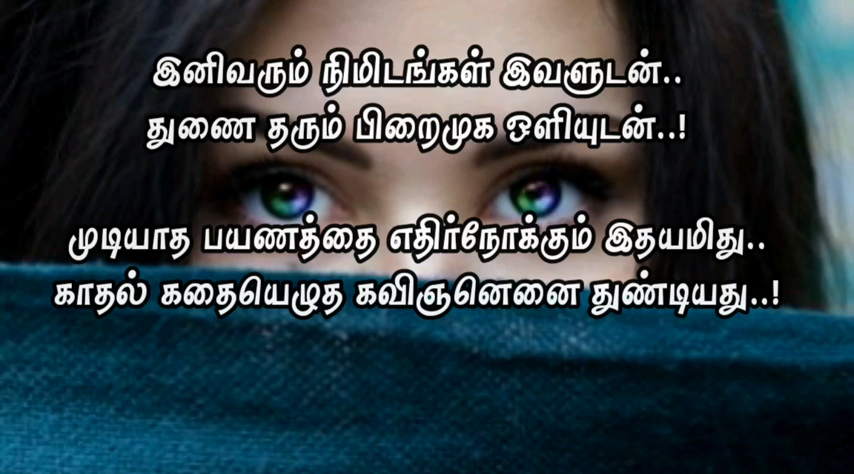 இனிவரும் நிமிடங்கள் இவளுடன்..
துணை தரும் பிறைமுக ஒளியுடன்..!
முடியாத பயணத்தை எதிர்நோக்கும் இதயமிது..
காதல் கதையெழுத கவிஞனெனை துண்டியது..!